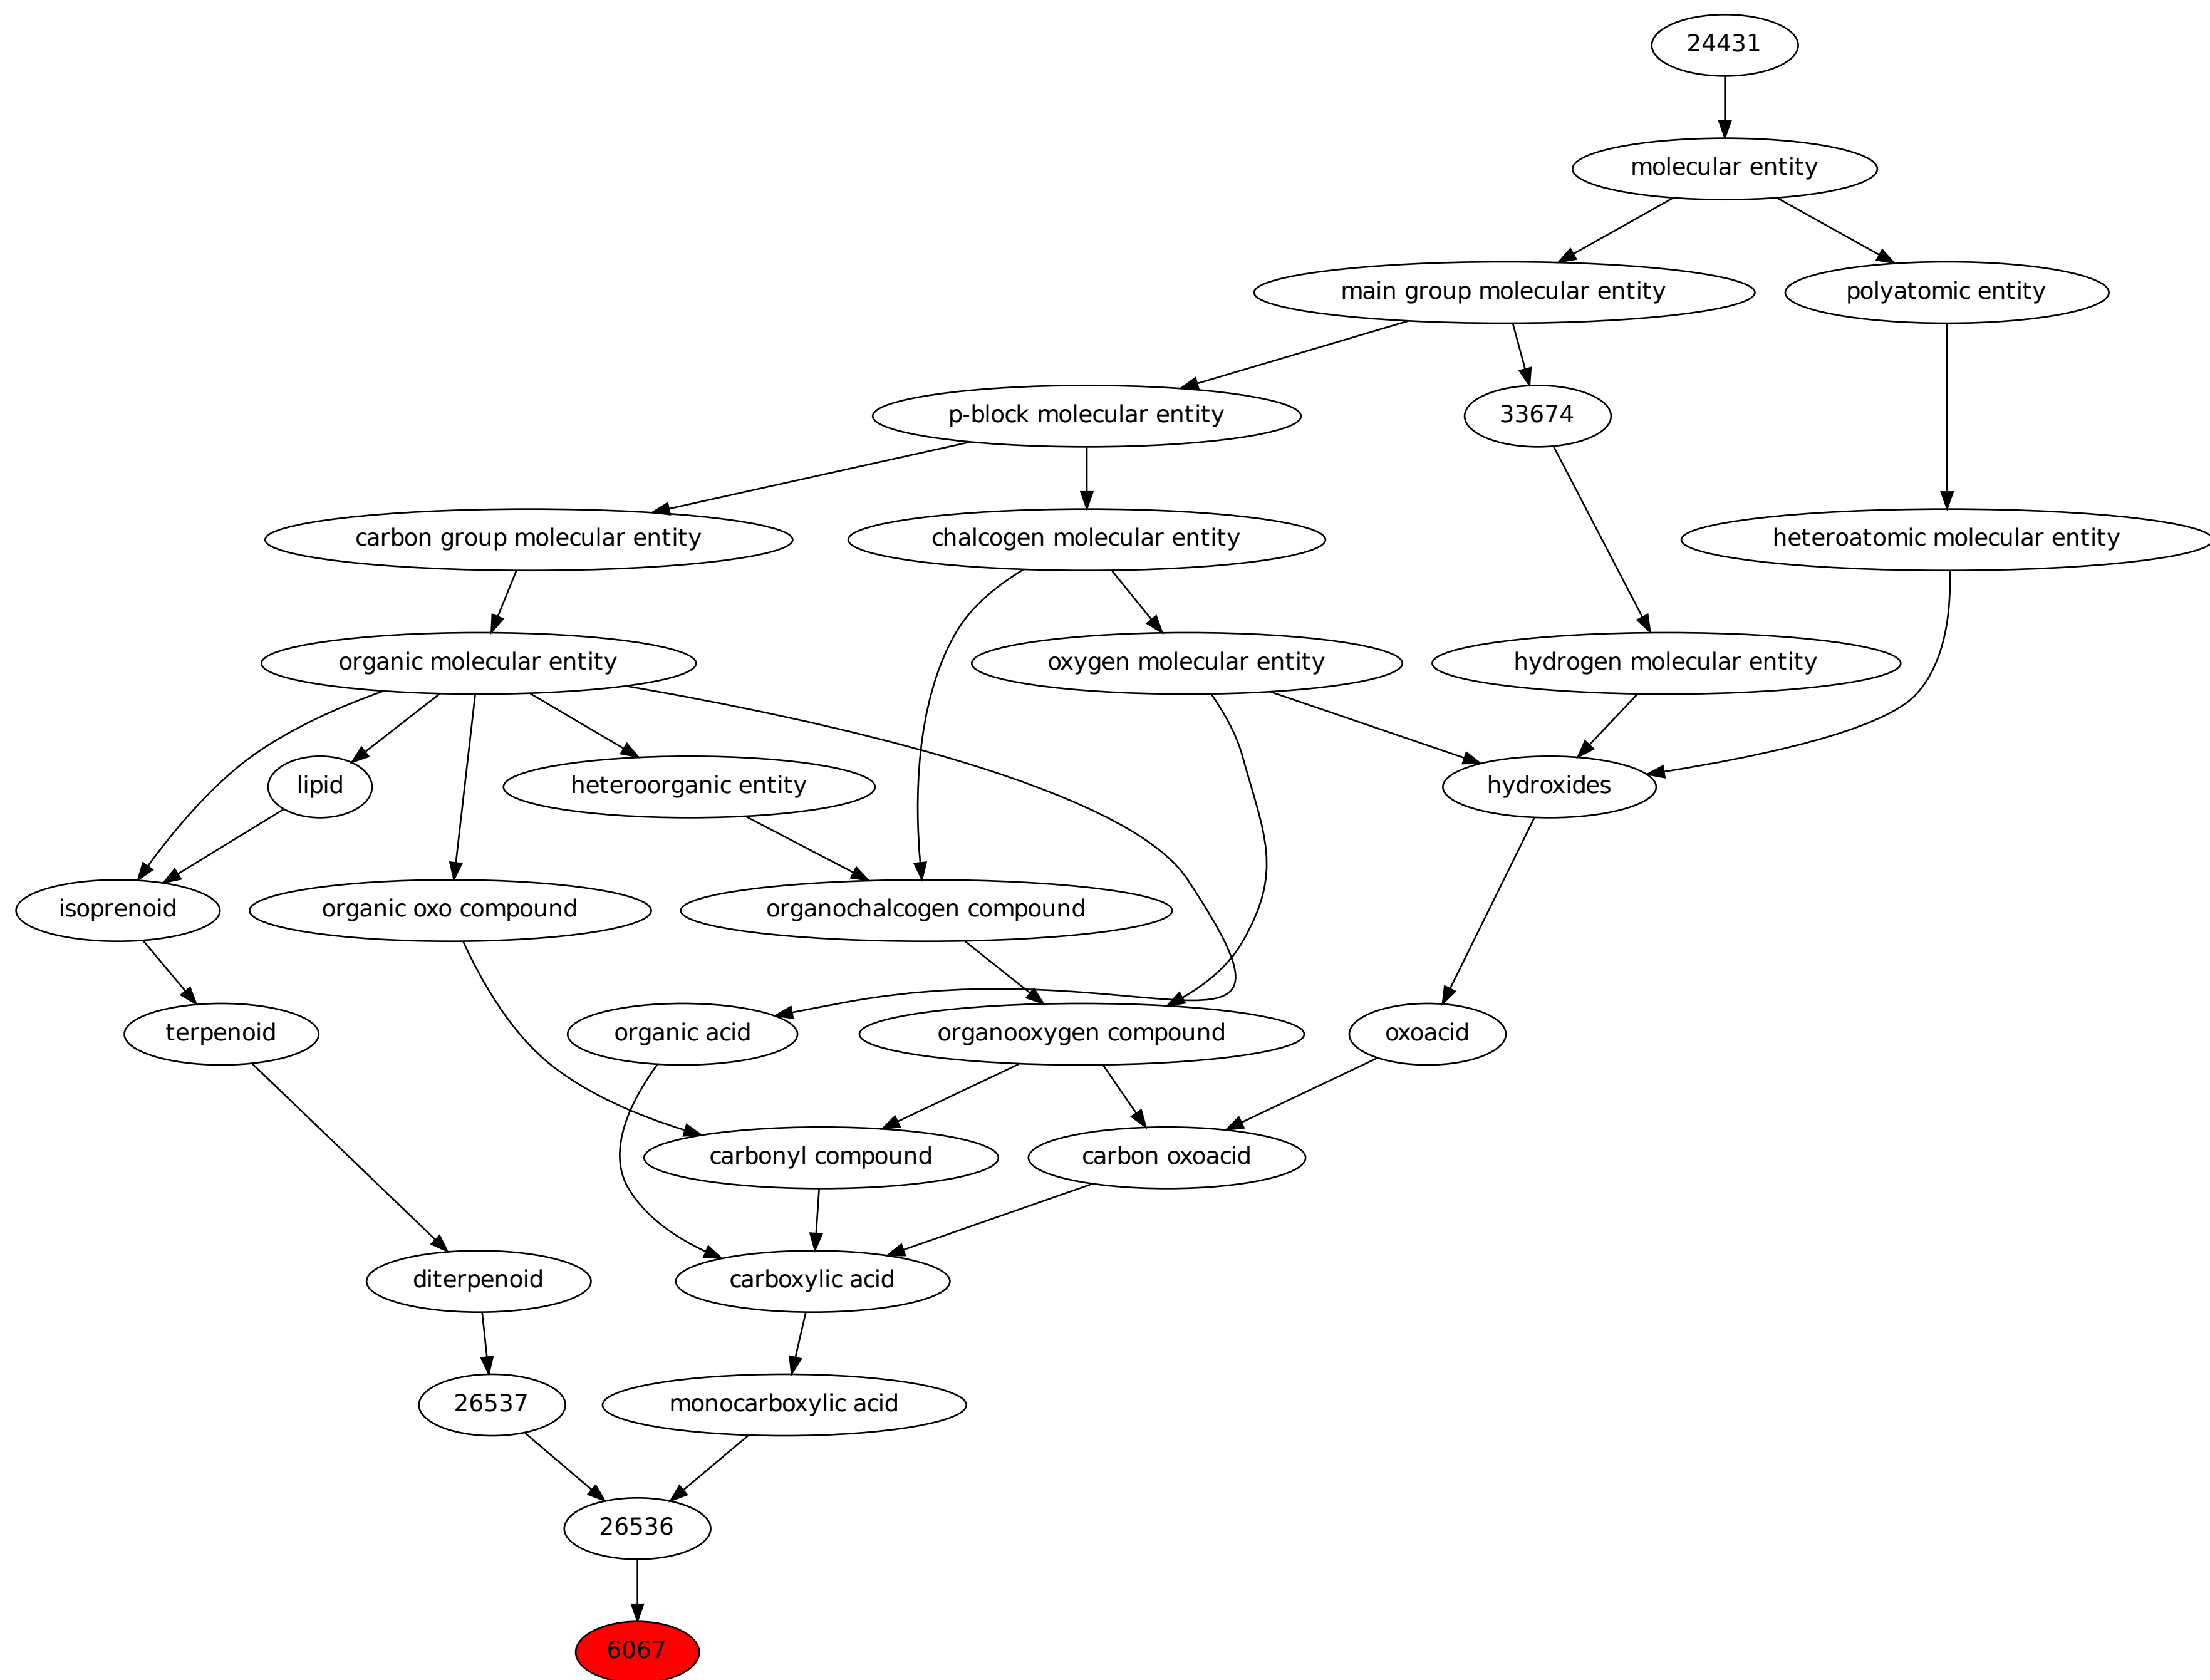 24431
molecular entity
main group molecular entity
polyatomic entity
p-block molecular entity
33674
carbon group molecular entity
chalcogen molecular entity
heteroatomic molecular entity
organic molecular entity
oxygen molecular entity
hydrogen molecular entity
lipid
heteroorganic entity
hydroxides
isoprenoid
organic oxo compound
organochalcogen compound
terpenoid
organic acid
organooxygen compound
oxoacid
carbonyl compound
carbon oxoacid
diterpenoid
carboxylic acid
26537
monocarboxylic acid
26536
6067